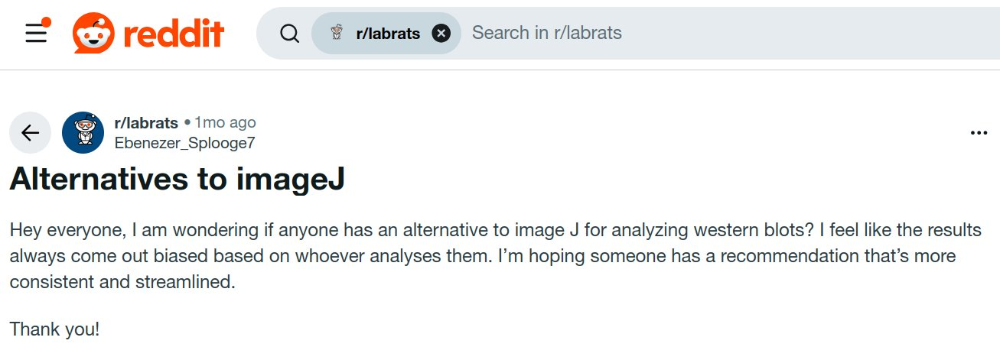 reddit
r/labrats
Search in r/labrats
r/labrats • 1mo ago
Ebenezer_Splooge7
Alternatives to imageJ
Hey everyone, I am wondering if anyone has an alternative to image J for analyzing western blots? I feel like the results
always come out biased based on whoever analyses them. I’m hoping someone has a recommendation that’s more
consistent and streamlined.
Thank you!